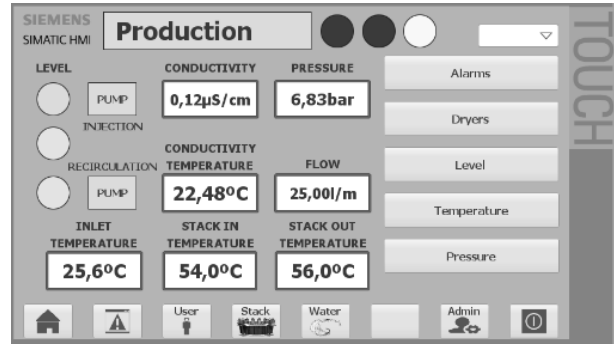 SIEMENS
SIMATIC HMI
Production
TOUCH
LEVEL
CONDUCTIVITY
PRESSURE
Alarms
PUMP
0,12µS/cm
6,83bar
INJECTION
Dryers
CONDUCTIVITY
RECIRCULATION
TEMPERATURE
FLOW
Level
PUMP
22,48ºC
25,00l/m
Temperature
INLET
TEMPERATURE
STACK IN
TEMPERATURE
STACK OUT
TEMPERATURE
Pressure
25,6ºC
54,0ºC
56,0ºC
A
User
Stack
Water
Admin